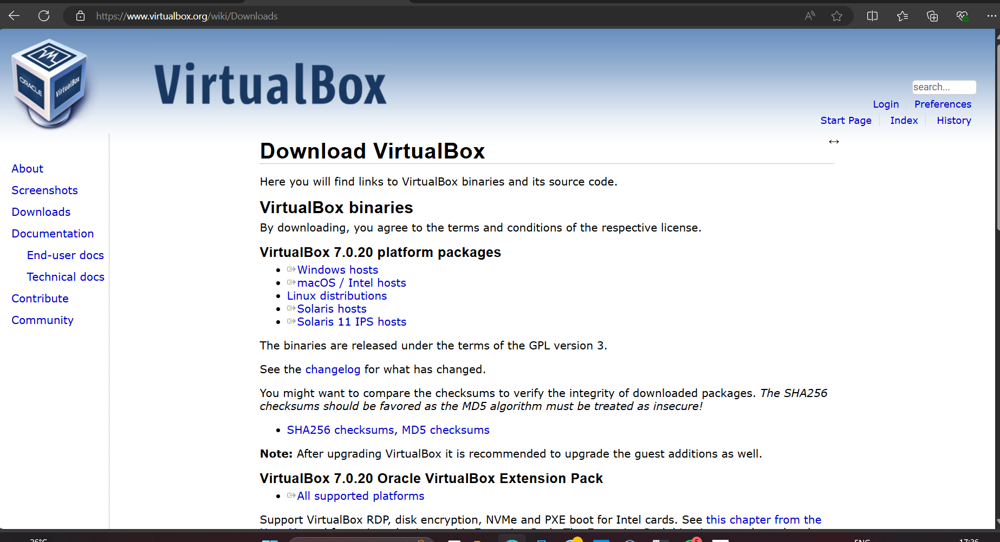 https://www.virtualbox.org/wiki/Downloads
ORACLE
VirtualBox
VirtualBox
search...
Login
Preferences
Start Page
Index
History
About
Screenshots
Downloads
Documentation
End-user docs
Technical docs
Contribute
Community
Download VirtualBox
Here you will find links to VirtualBox binaries and its source code.
VirtualBox binaries
By downloading, you agree to the terms and conditions of the respective license.
VirtualBox 7.0.20 platform packages
Windows hosts
macOS / Intel hosts
Linux distributions
Solaris hosts
Solaris 11 IPS hosts
The binaries are released under the terms of the GPL version 3.
See the changelog for what has changed.
You might want to compare the checksums to verify the integrity of downloaded packages. The SHA256
checksums should be favored as the MD5 algorithm must be treated as insecure!
SHA256 checksums, MD5 checksums
Note: After upgrading VirtualBox it is recommended to upgrade the guest additions as well.
VirtualBox 7.0.20 Oracle VirtualBox Extension Pack
All supported platforms
Support VirtualBox RDP, disk encryption, NVMe and PXE boot for Intel cards. See this chapter from the